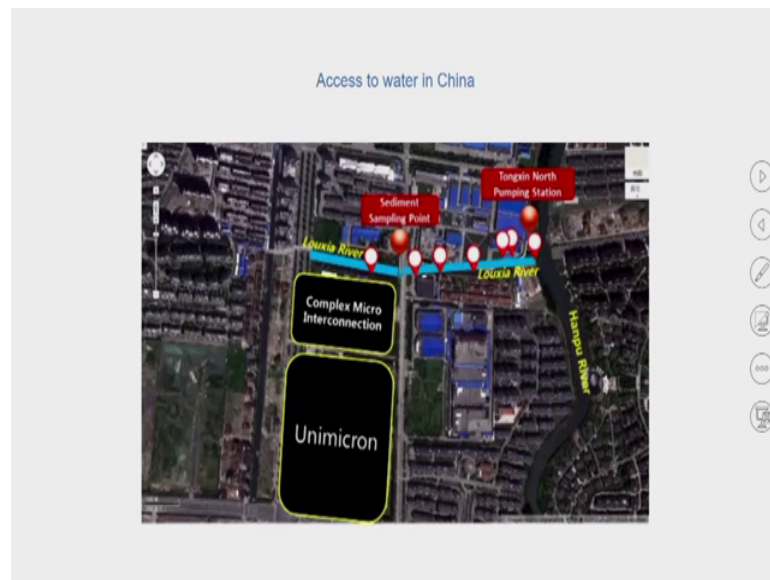 Access to water in China
Tongxin North
Pumping Station
Sediment
Sampling Point
Louxia River
Louxia River
Complex Micro
Interconnection
Hanpu River
Unimicron